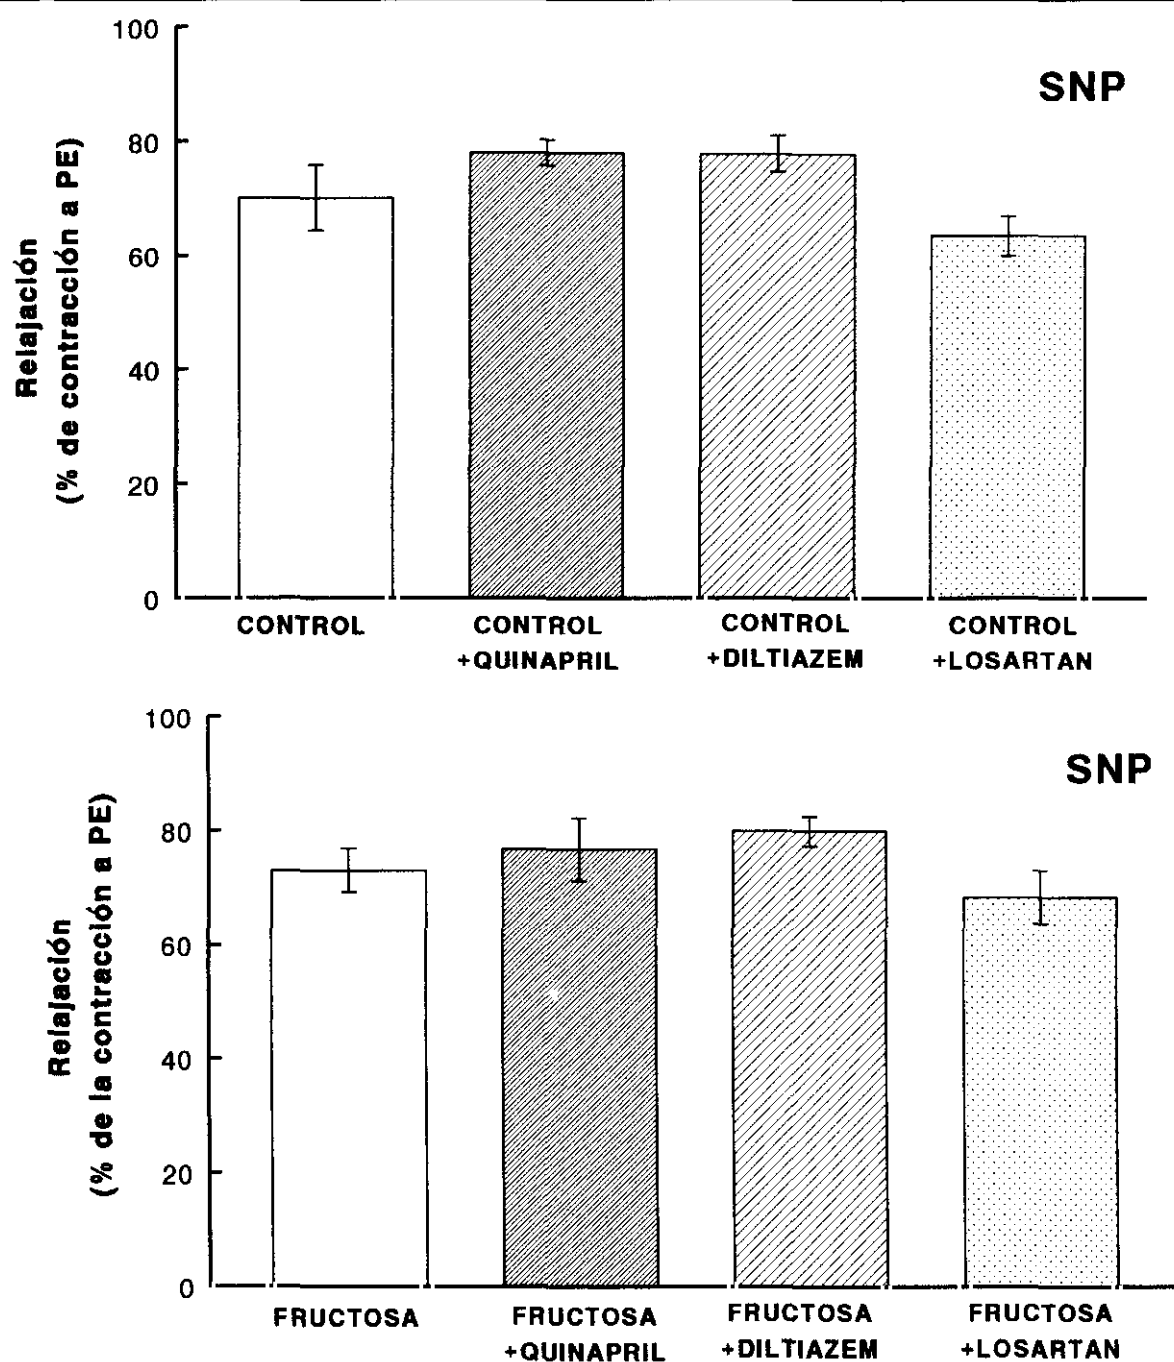 100
80
60
40
20
0
Relajación
(% de contracción a PE)
SNP
CONTROL
CONTROL
+QUINAPRIL
CONTROL
+DILTIAZEM
CONTROL
+LOSARTAN
100
80
60
40
20
0
Relajación
(% de la contracción a PE)
SNP
FRUCTOSA
FRUCTOSA
+QUINAPRIL
FRUCTOSA
+DILTIAZEM
FRUCTOSA
+LOSARTAN